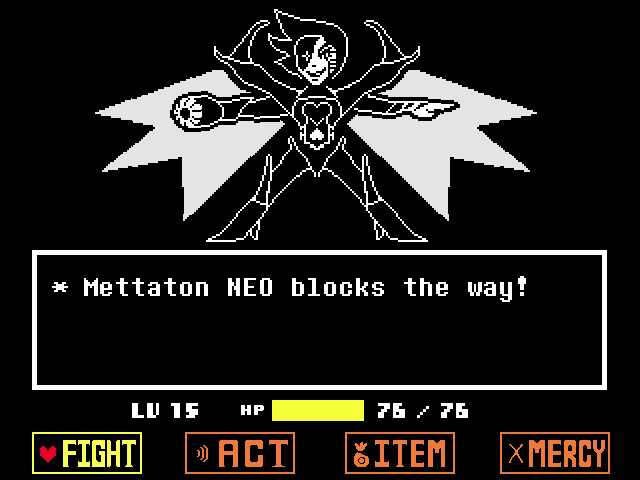 * Mettaton NEO blocks the way!
LV 15 HP 76 / 76
FIGHT ACT ITEM MERCY